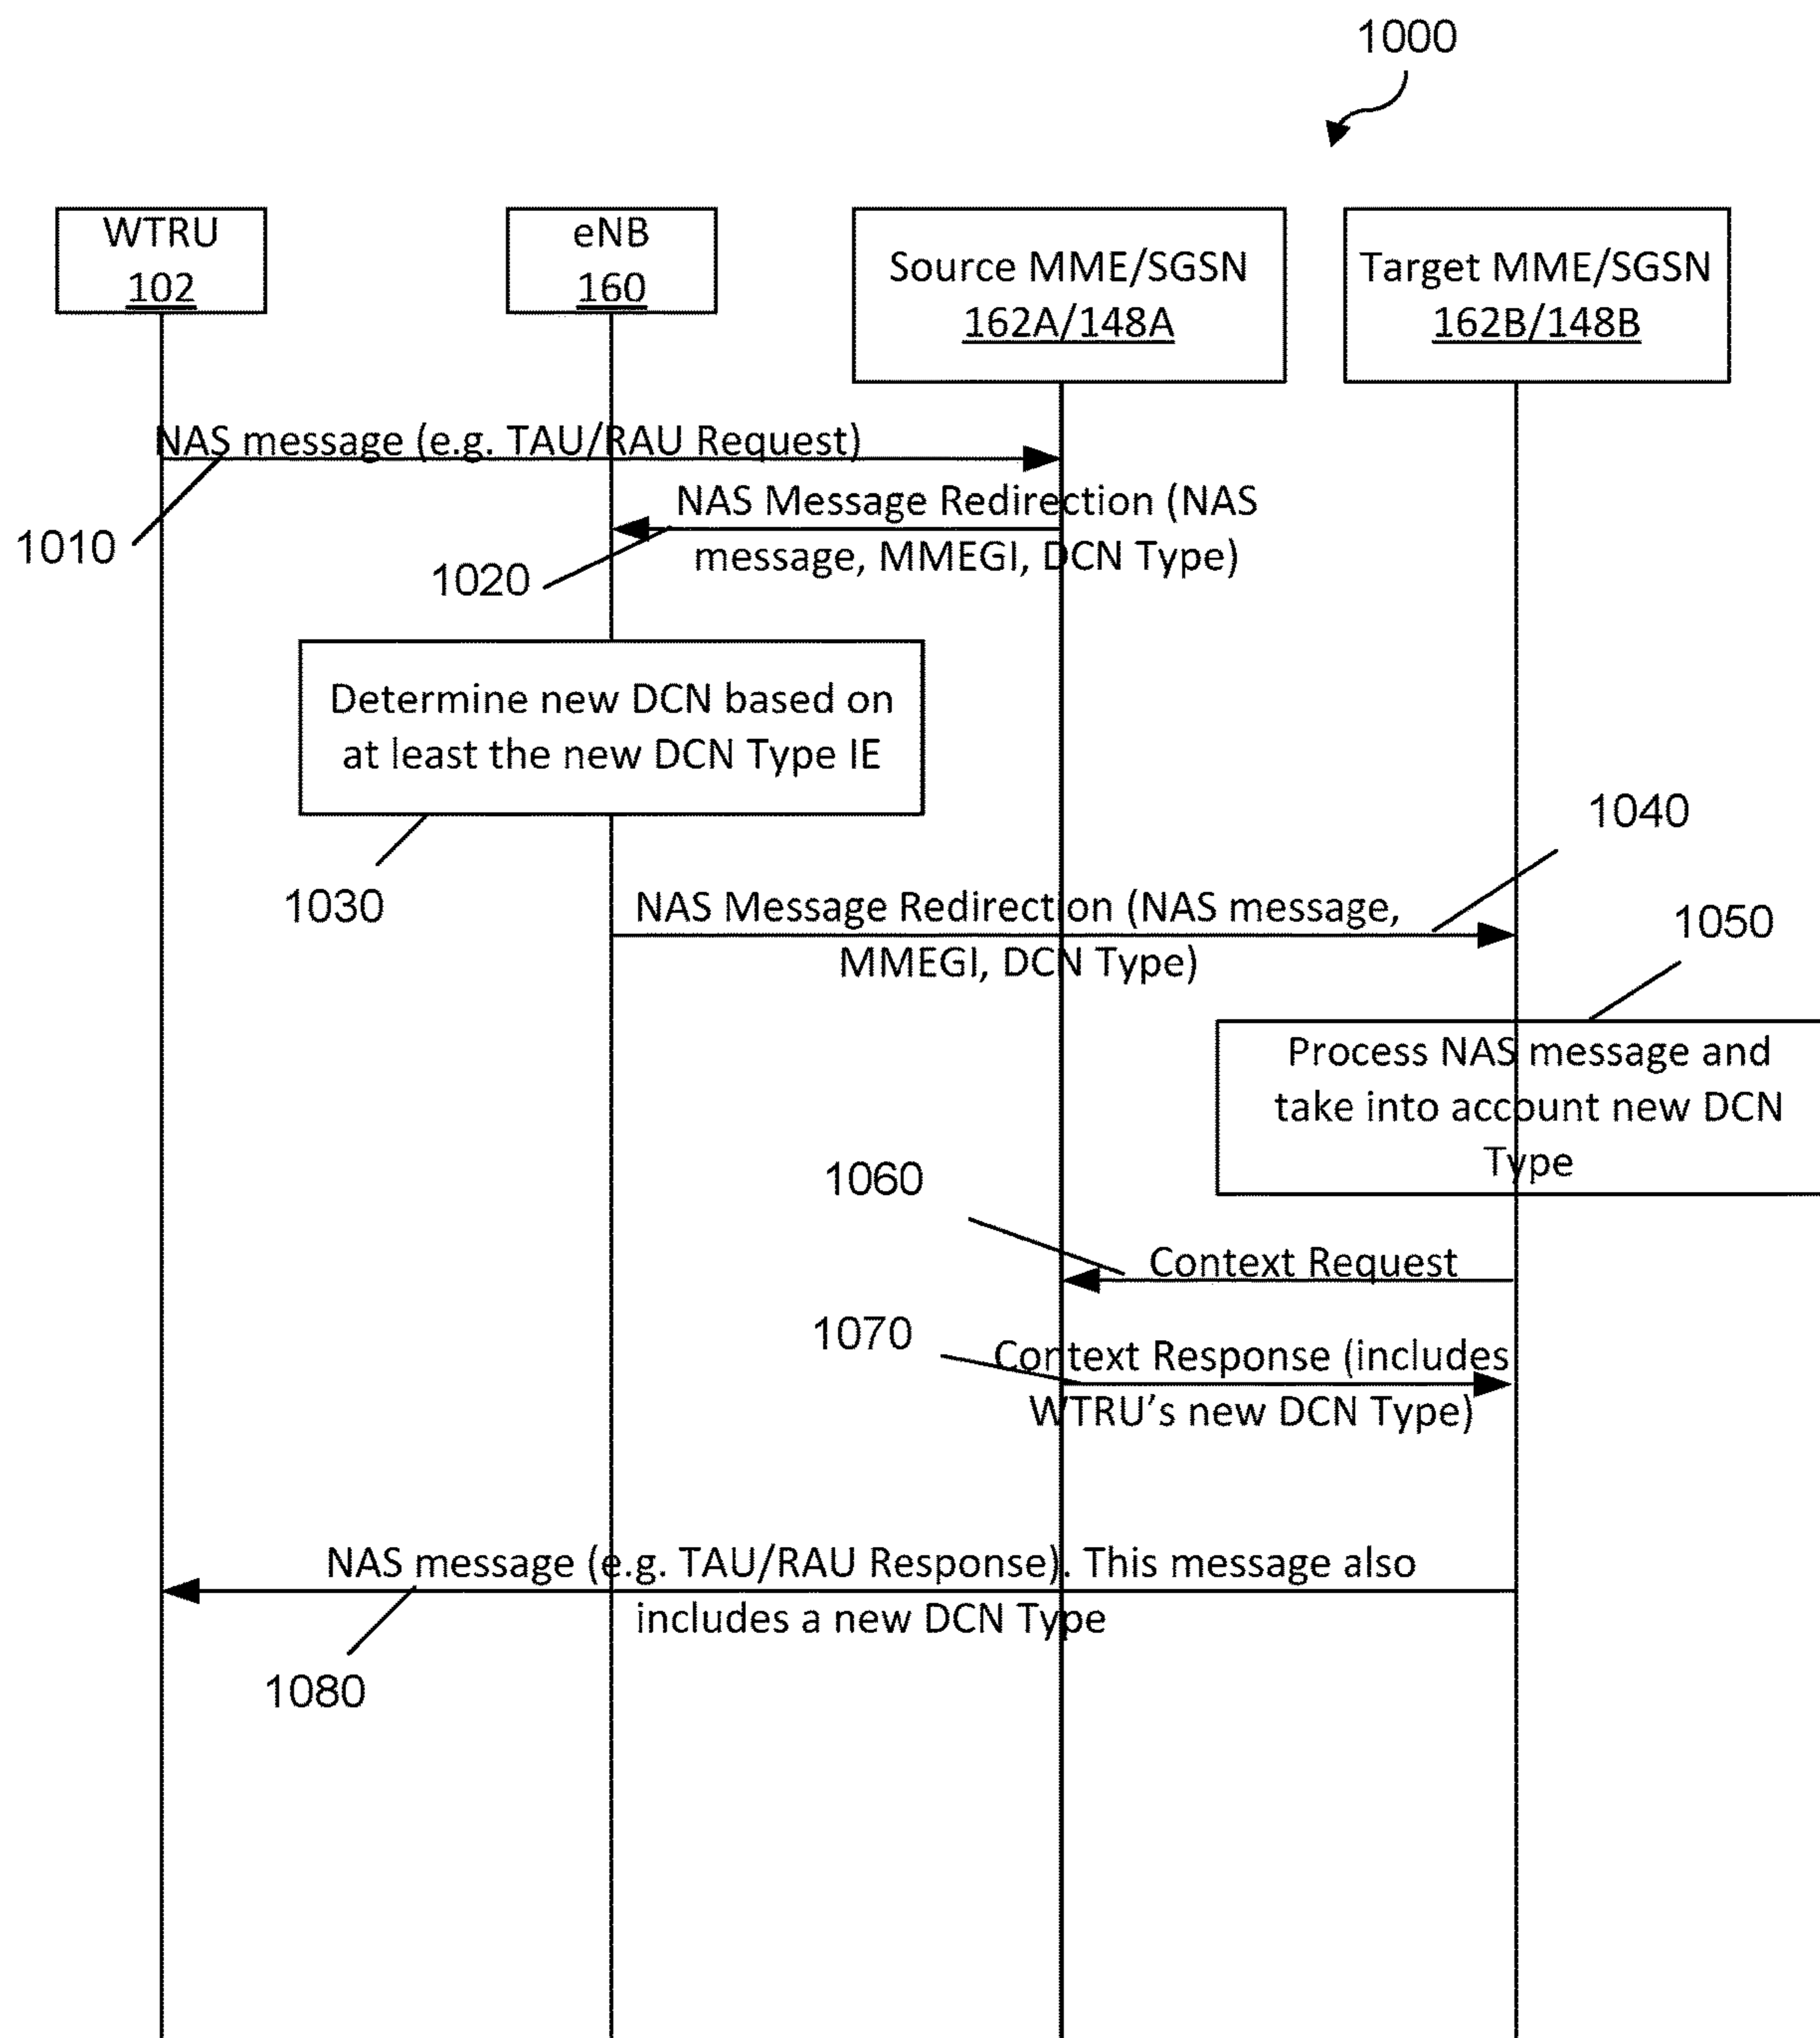 1000
WTRU
102
eNB
160
Source MME/SGSN
162A/148A
Target MME/SGSN
162B/148B
NAS message (e.g. TAU/RAU Request)
1010
NAS Message Redirection (NAS
message, MMEGI, DCN Type)
1020
Determine new DCN based on
at least the new DCN Type IE
1030
1040
NAS Message Redirection (NAS message,
MMEGI, DCN Type)
1050
Process NAS message and
take into account new DCN
Type
1060
Context Request
1070
Context Response (includes
WTRU's new DCN Type)
NAS message (e.g. TAU/RAU Response). This message also
includes a new DCN Type
1080